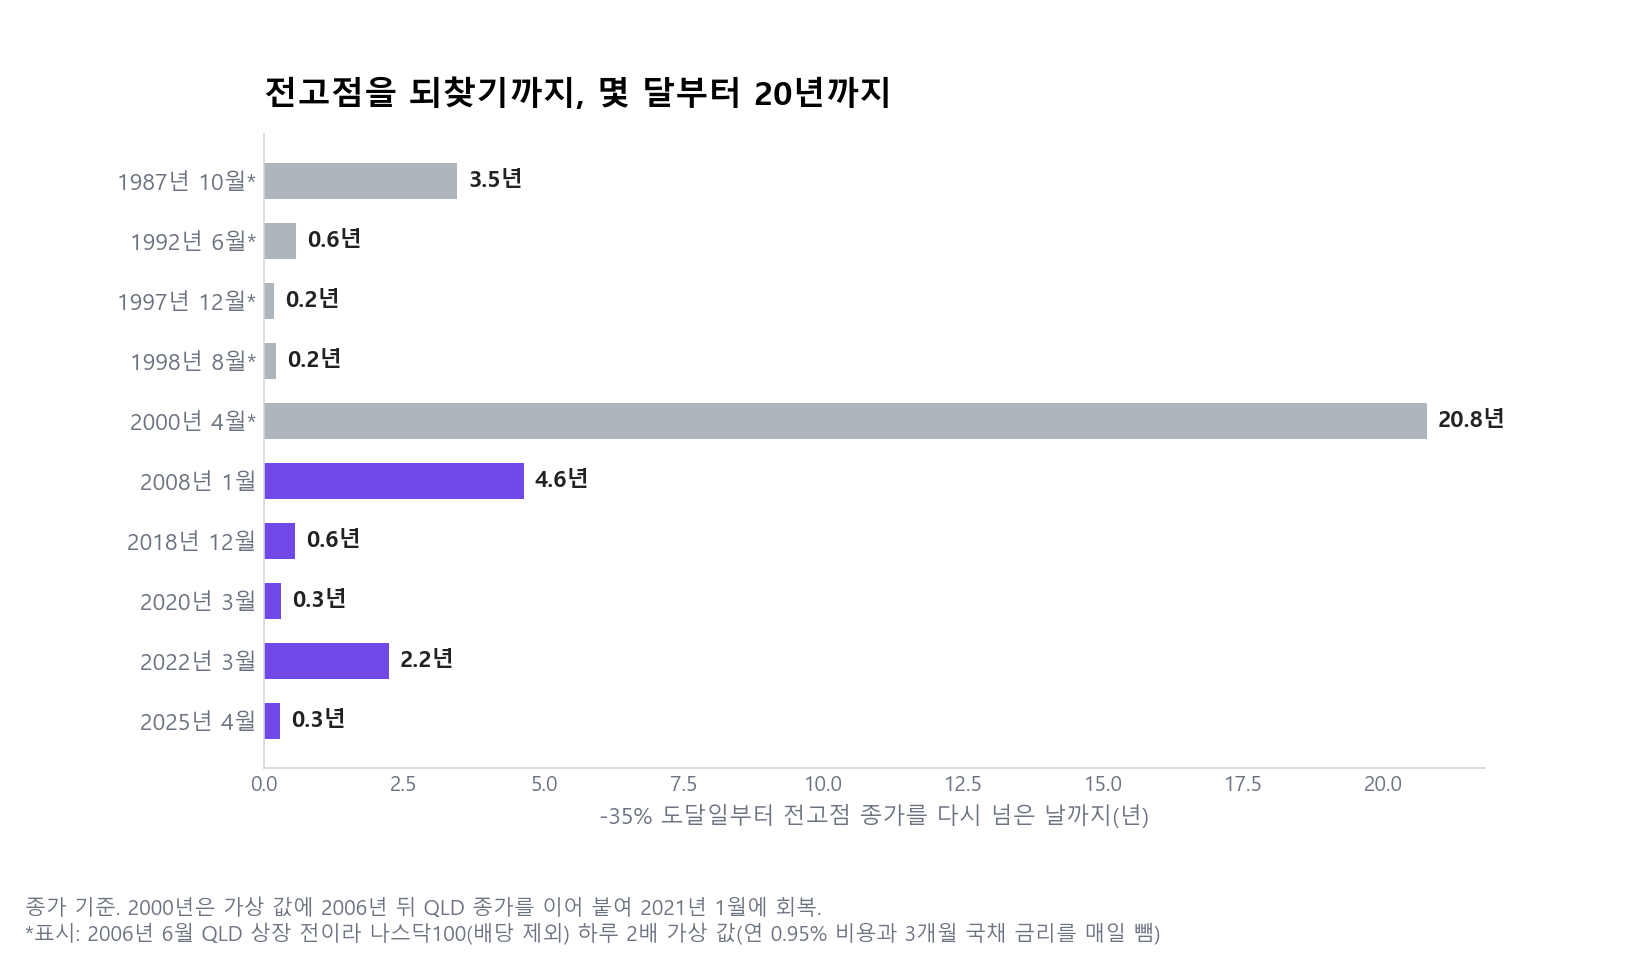 전고점을 되찾기까지, 몇 달부터 20년까지
1987년 10월* 3.5년
1992년 6월* 0.6년
1997년 12월* 0.2년
1998년 8월* 0.2년
2000년 4월* 20.8년
2008년 1월 4.6년
2018년 12월 0.6년
2020년 3월 0.3년
2022년 3월 2.2년
2025년 4월 0.3년
0.0 2.5 5.0 7.5 10.0 12.5 15.0 17.5 20.0
-35% 도달일부터 전고점 종가를 다시 넘은 날까지(년)
종가 기준. 2000년은 가상 값에 2006년 뒤 QLD 종가를 이어 붙여 2021년 1월에 회복.
*표시: 2006년 6월 QLD 상장 전이라 나스닥100(배당 제외) 하루 2배 가상 값(연 0.95% 비용과 3개월 국채 금리를 매일 뺌)